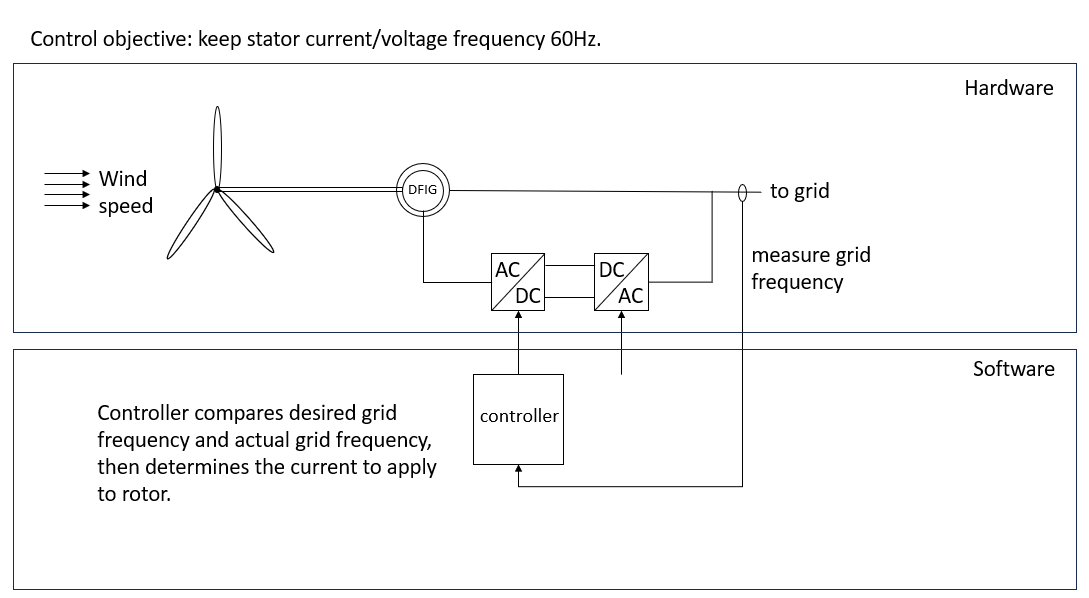 Control objective: keep stator current/voltage frequency 60Hz.
Hardware
Wind
speed
DFIG
to grid
measure grid
frequency
AC
DC
DC
AC
Software
Controller compares desired grid
frequency and actual grid frequency,
then determines the current to apply
to rotor.
controller